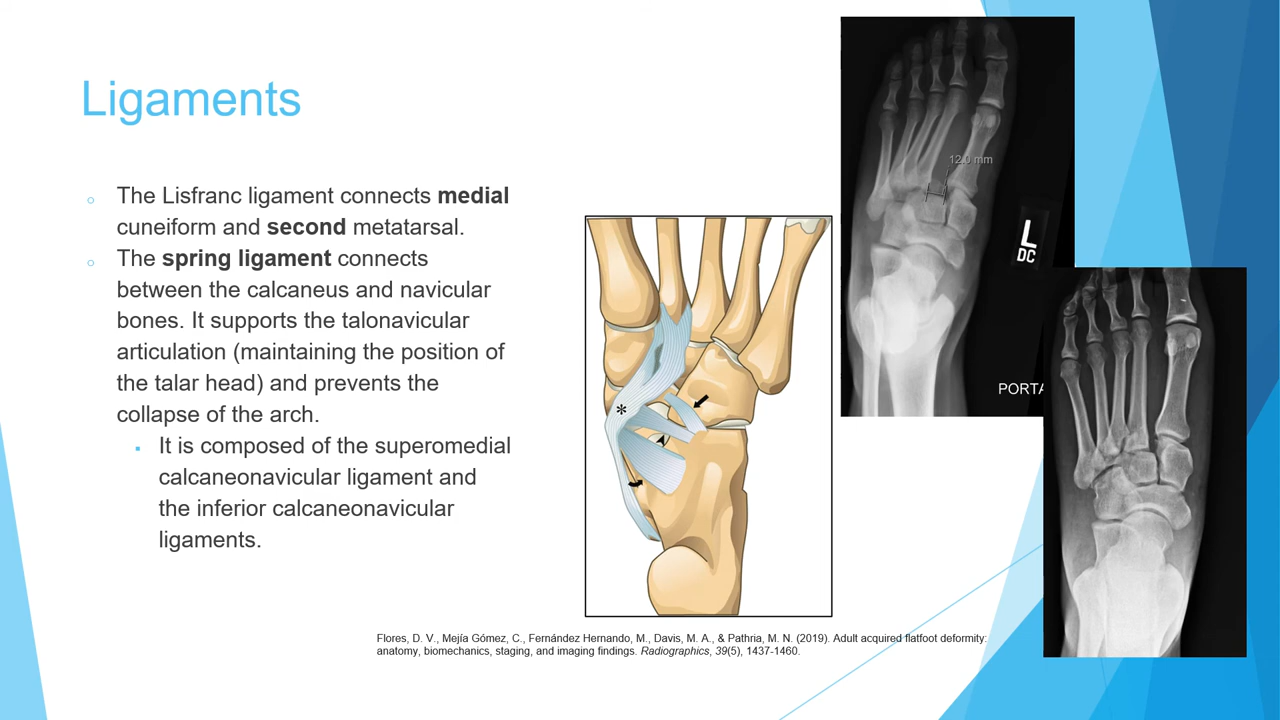 Ligaments
The Lisfranc ligament connects medial
cuneiform and second metatarsal.
The spring ligament connects
between the calcaneus and navicular
bones. It supports the talonavicular
articulation (maintaining the position of
the talar head) and prevents the
collapse of the arch.
It is composed of the superomedial
calcaneonavicular ligament and
the inferior calcaneonavicular
ligaments.
*
12.0 mm
L
DC
PORTA
Flores, D. V., Mejía Gómez, C., Fernández Hernando, M., Davis, M. A., & Pathria, M. N. (2019). Adult acquired flatfoot deformity:
anatomy, biomechanics, staging, and imaging findings. Radiographics, 39(5), 1437-1460.